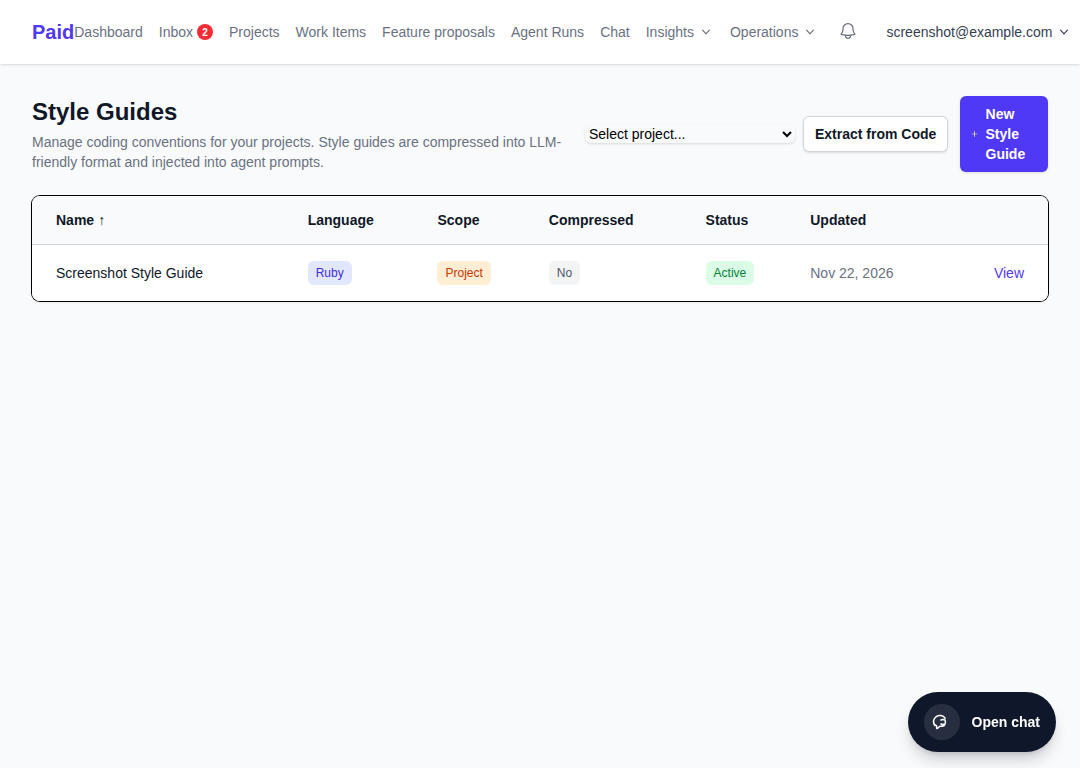 Paid Dashboard Inbox 2 Projects Work Items Feature proposals Agent Runs Chat Insights Operations screenshot@example.com
Style Guides
Manage coding conventions for your projects. Style guides are compressed into LLM-
friendly format and injected into agent prompts.
Select project...
Extract from Code
+ New
Style
Guide
Name ↑ Language Scope Compressed Status Updated
Screenshot Style Guide Ruby Project No Active Nov 22, 2026 View
Open chat